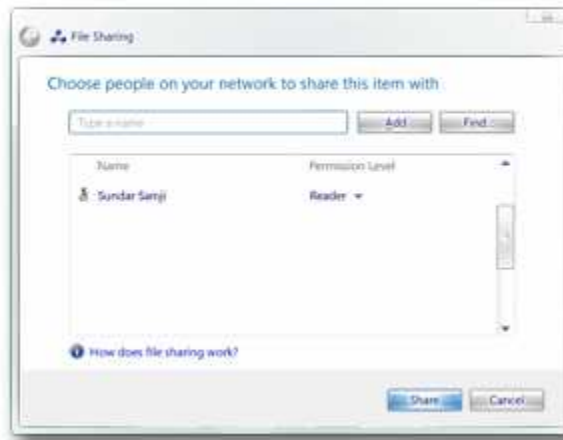 File Sharing
Choose people on your network to share this item with
Type a name
Add
Find
Name Permission Level
Sundar Samji Reader
How does file sharing work?
Share Cancel